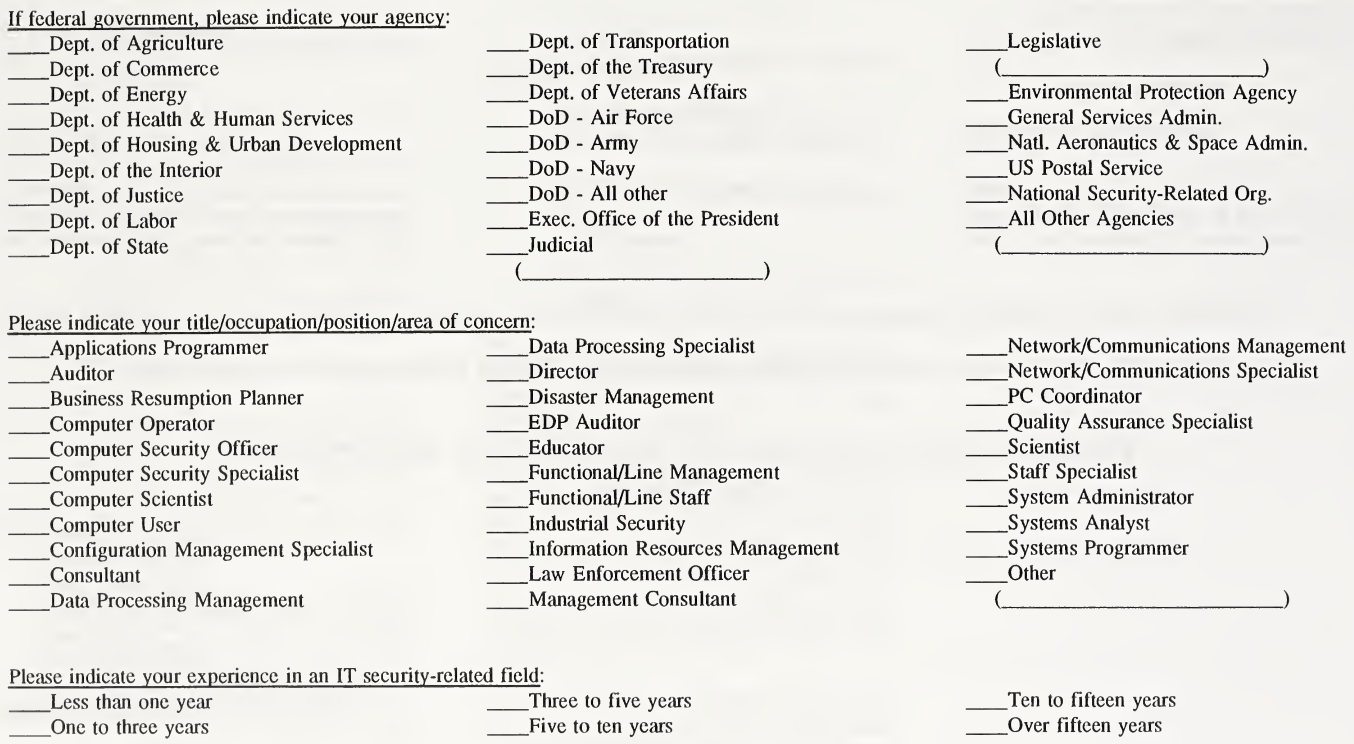 If federal government, please indicate your agency:
____Dept. of Agriculture
____Dept. of Commerce
____Dept. of Energy
____Dept. of Health & Human Services
____Dept. of Housing & Urban Development
____Dept. of the Interior
____Dept. of Justice
____Dept. of Labor
____Dept. of State
____Dept. of Transportation
____Dept. of the Treasury
____Dept. of Veterans Affairs
____DoD - Air Force
____DoD - Army
____DoD - Navy
____DoD - All other
____Exec. Office of the President
____Judicial
(______________________)
____Legislative
(______________________)
____Environmental Protection Agency
____General Services Admin.
____Natl. Aeronautics & Space Admin.
____US Postal Service
____National Security-Related Org.
____All Other Agencies
(______________________)
Please indicate your title/occupation/position/area of concern:
____Applications Programmer
____Auditor
____Business Resumption Planner
____Computer Operator
____Computer Security Officer
____Computer Security Specialist
____Computer Scientist
____Computer User
____Configuration Management Specialist
____Consultant
____Data Processing Management
____Data Processing Specialist
____Director
____Disaster Management
____EDP Auditor
____Educator
____Functional/Line Management
____Functional/Line Staff
____Industrial Security
____Information Resources Management
____Law Enforcement Officer
____Management Consultant
____Network/Communications Management
____Network/Communications Specialist
____PC Coordinator
____Quality Assurance Specialist
____Scientist
____Staff Specialist
____System Administrator
____Systems Analyst
____Systems Programmer
____Other
(________________________)
Please indicate your experience in an IT security-related field:
____Less than one year
____One to three years
____Three to five years
____Five to ten years
____Ten to fifteen years
____Over fifteen years